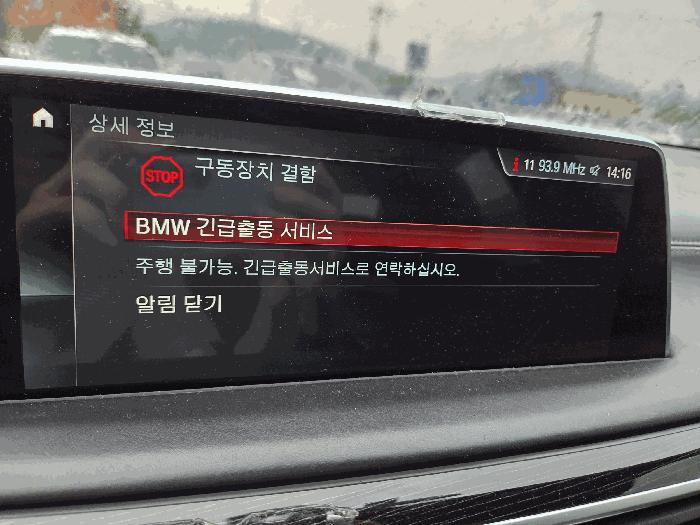 상세 정보
11 93.9 MHz 14:16
STOP 구동장치 결함
BMW 긴급출동 서비스
주행 불가능. 긴급출동서비스로 연락하십시오.
알림 닫기